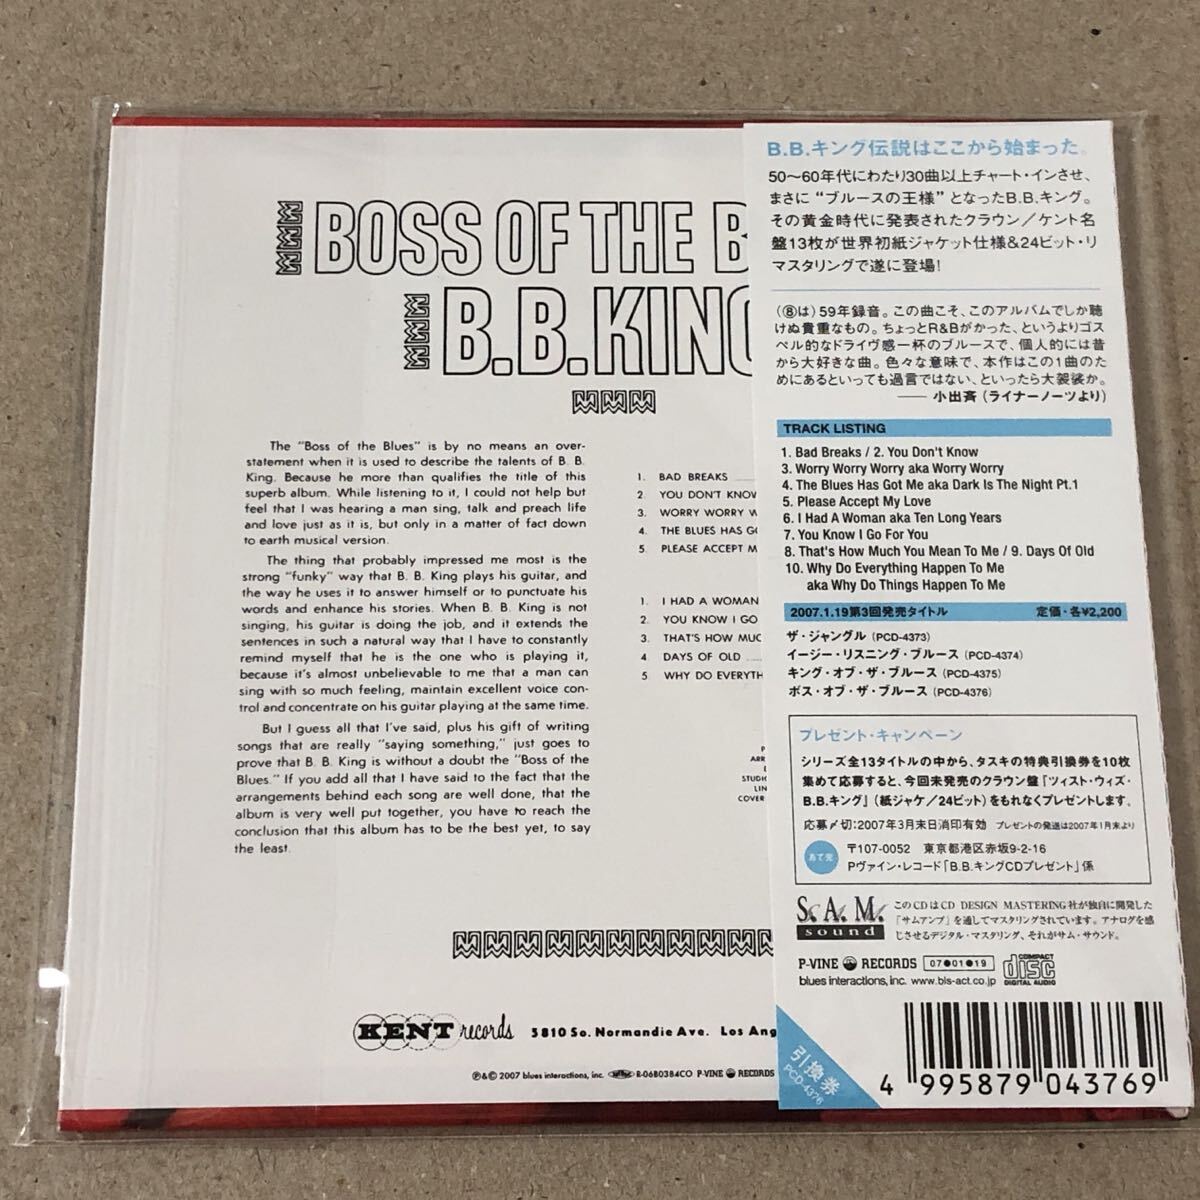 BOSS OF THE B
B.B.KING
The "Boss of the Blues" is by no means an over-
statement when it is used to describe the talents of B. B.
King. Because he more than qualifies the title of this
superb album. While listening to it, I could not help but
feel that I was hearing a man sing, talk and preach life
and love just as it is, but only in a matter of fact down
to earth musical version.
The thing that probably impressed me most is the
strong "funky" way that B. B. King plays his guitar, and
the way he uses it to answer himself or to punctuate his
words and enhance his stories. When B. B. King is not
singing, his guitar is doing the job, and it extends the
sentences in such a natural way that I have to constantly
remind myself that he is the one who is playing it,
because it's almost unbelievable to me that a man can
sing with so much feeling, maintain excellent voice con-
trol and concentrate on his guitar playing at the same time.
But I guess all that I've said, plus his gift of writing
songs that are really "saying something," just goes to
prove that B. B. King is without a doubt the "Boss of the
Blues." If you add all that I have said to the fact that the
arrangements behind each song are well done, that the
album is very well put together, you have to reach the
conclusion that this album has to be the best yet, to say
the least.
1. BAD BREAKS
2. YOU DON'T KNOW
3. WORRY WORRY W
4. THE BLUES HAS GO
5. PLEASE ACCEPT M
1. I HAD A WOMAN
2. YOU KNOW I GO
3. THAT'S HOW MUC
4 DAYS OF OLD
5 WHY DO EVERYTH
P
ARR
STUDIO
LIN
COVER
KENT records 5810 So. Normandie Ave. Los Ang
℗&© 2007 blues interactions, inc. R-06B0384CO P-VINE RECORDS
B.B.キング伝説はここから始まった。
50〜60年代にわたり30曲以上チャート・インさせ、
まさに “ブルースの王様” となったB.B.キング。
その黄金時代に発表されたクラウン/ケント名
盤13枚が世界初紙ジャケット仕様&24ビット・リ
マスタリングで遂に登場!
(⑧は) 59年録音。この曲こそ、このアルバムでしか聴
けぬ貴重なもの。ちょっとR&Bがかった、というよりゴス
ペル的なドライヴ感一杯のブルースで、個人的には昔
から大好きな曲。色々な意味で、本作はこの1曲のた
めにあるといっても過言ではない、といったら大袈裟か。
—— 小出斉 (ライナーノーツより)
TRACK LISTING
1. Bad Breaks / 2. You Don't Know
3. Worry Worry Worry aka Worry Worry
4. The Blues Has Got Me aka Dark Is The Night Pt.1
5. Please Accept My Love
6. I Had A Woman aka Ten Long Years
7. You Know I Go For You
8. That's How Much You Mean To Me / 9. Days Of Old
10. Why Do Everything Happen To Me
aka Why Do Things Happen To Me
2007.1.19第3回発売タイトル 定価・各¥2,200
ザ・ジャングル (PCD-4373)
イージー・リスニング・ブルース (PCD-4374)
キング・オブ・ザ・ブルース (PCD-4375)
ボス・オブ・ザ・ブルース (PCD-4376)
プレゼント・キャンペーン
シリーズ全13タイトルの中から、タスキの特典引換券を10枚
集めて応募すると、今回未発売のクラウン盤『ツイスト・ウィズ・
B.B.キング』(紙ジャケ/24ビット)をもれなくプレゼントします。
応募〆切:2007年3月末日消印有効 プレゼントの発送は2007年1月末より
あて先
〒107-0052 東京都港区赤坂9-2-16
Pヴァイン・レコード「B.B.キングCDプレゼント」係
S.A.M. sound
このCDはCD DESIGN MASTERING社が独自に開発した
「サムアンプ」を通してマスタリングされています。アナログを感
じさせるデジタル・マスタリング、それがサム・サウンド。
P-VINE RECORDS 07●01●19 COMPACT disc DIGITAL AUDIO
blues interactions, inc. www.bls-act.co.jp
引換券
PCD-4376
4 995879 043769